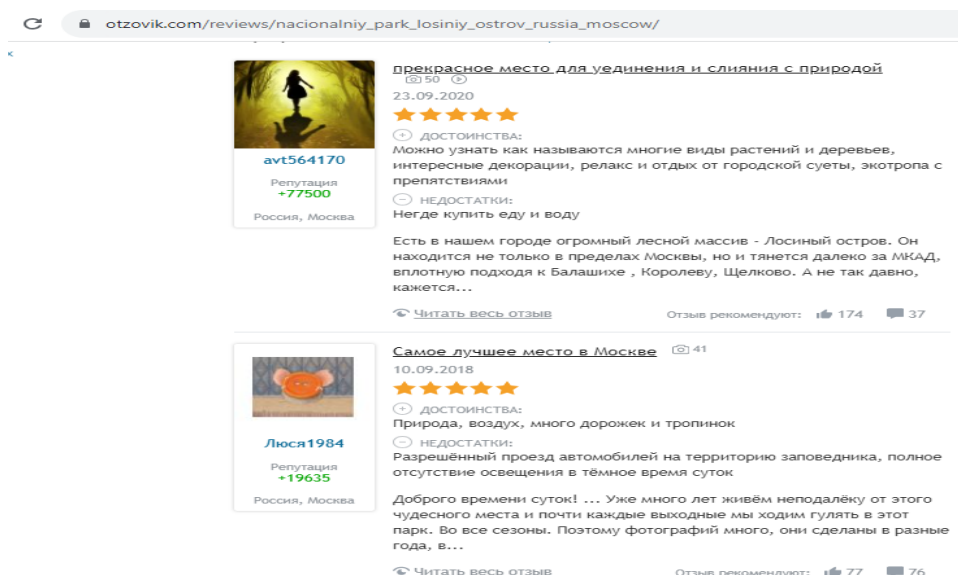 otzovik.com/reviews/nacionalniy_park_losiniy_ostrov_russia_moscow/
прекрасное место для уединения и слияния с природой
50
23.09.2020
ДОСТОИНСТВА:
Можно узнать как называются многие виды растений и деревьев,
интересные декорации, релакс и отдых от городской суеты, экотропа с
препятствиями
НЕДОСТАТКИ:
Негде купить еду и воду
avt564170
Репутация
+77500
Россия, Москва
Есть в нашем городе огромный лесной массив - Лосиный остров. Он
находится не только в пределах Москвы, но и тянется далеко за МКАД,
вплотную подходя к Балашихе , Королеву, Щелково. А не так давно,
кажется...
Читать весь отзыв
Отзыв рекомендуют: 174 37
Самое лучшее место в Москве 41
10.09.2018
ДОСТОИНСТВА:
Природа, воздух, много дорожек и тропинок
НЕДОСТАТКИ:
Разрешённый проезд автомобилей на территорию заповедника, полное
отсутствие освещения в тёмное время суток
Люся1984
Репутация
+19635
Россия, Москва
Доброго времени суток! ... Уже много лет живём неподалёку от этого
чудесного места и почти каждые выходные мы ходим гулять в этот
парк. Во все сезоны. Поэтому фотографий много, они сделаны в разные
года, в...
Читать весь отзыв
Отзыв рекомендуют: 77 76